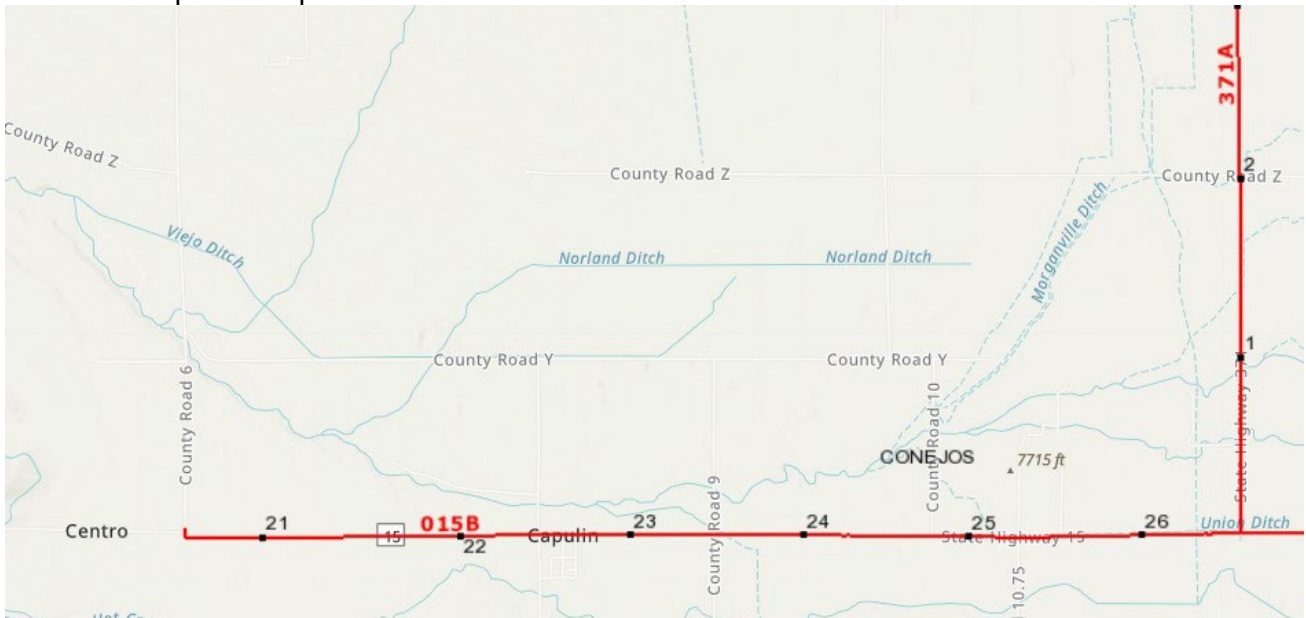 371A
County Road Z
County Road Z
2
County Road Z
Viejo Ditch
Morganville Ditch
Norland Ditch
Norland Ditch
1
County Road Y
County Road Y
County Road 6
County Road 10
State Highway 371
CONEJOS
7715 ft
County Road 9
Centro
21
015B
15
22
Capulin
23
24
25
State Highway 15
26
Union Ditch
10.75